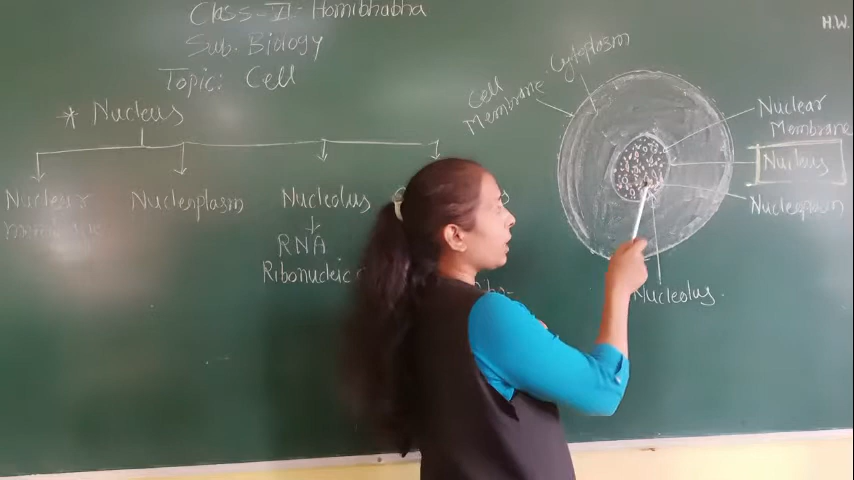 Class-VI- Homibhabha
Sub. Biology
Topic: Cell
H.W.
* Nucleus
Nuclear
Nucleoplasm
Nucleolus
RNA
Ribonucleic
Cell
Membrane
Cytoplasm
Nuclear
Membrane
Nucleus
Nucleoplasm
Nucleolus.